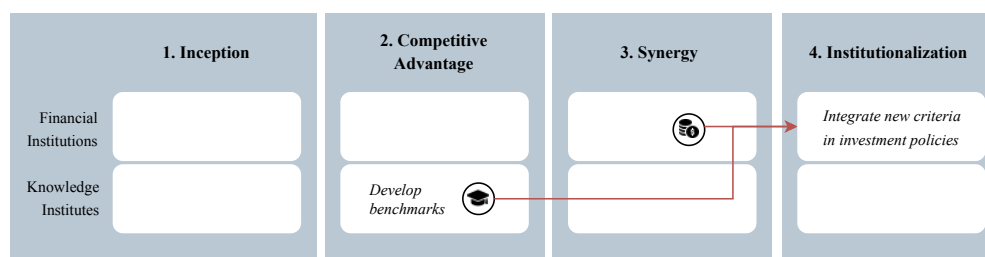 1. Inception
2. Competitive
Advantage
3. Synergy
4. Institutionalization
Financial
Institutions
Integrate new criteria
in investment policies
Knowledge
Institutes
Develop
benchmarks
$